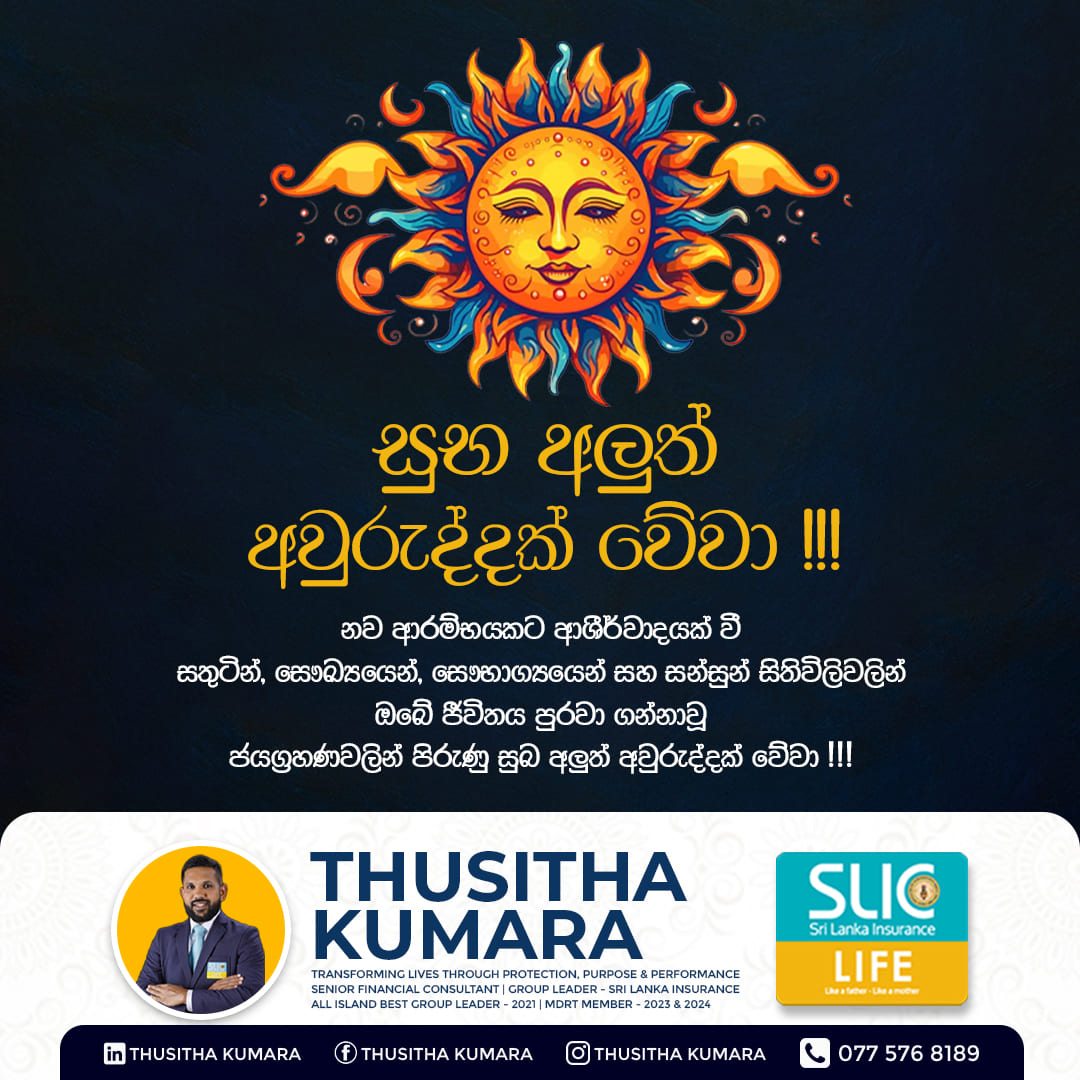 සුභ අලුත්
අවුරුද්දක් වේවා !!!
නව ආරම්භයකට ආශීර්වාදයක් වී
සතුටින්, සෞඛ්‍යයෙන්, සෞභාග්‍යයෙන් සහ සන්සුන් සිතිවිලිවලින්
ඔබේ ජීවිතය පුරවා ගන්නාවූ
ජයග්‍රහණවලින් පිරුණු සුබ අලුත් අවුරුද්දක් වේවා !!!
THUSITHA
KUMARA
TRANSFORMING LIVES THROUGH PROTECTION, PURPOSE & PERFORMANCE
SENIOR FINANCIAL CONSULTANT | GROUP LEADER - SRI LANKA INSURANCE
ALL ISLAND BEST GROUP LEADER - 2021 | MDRT MEMBER - 2023 & 2024
SLIC
Sri Lanka Insurance
LIFE
Like a father - Like a mother
THUSITHA KUMARA THUSITHA KUMARA THUSITHA KUMARA 077 576 8189